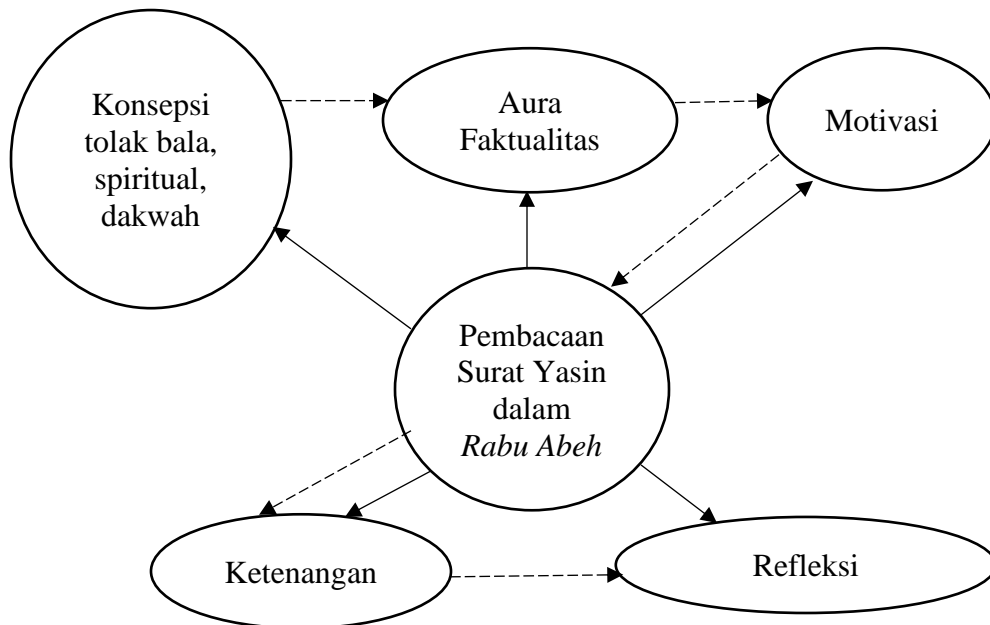 Konsepsi
tolak bala,
spiritual,
dakwah
Aura
Faktualitas
Motivasi
Pembacaan
Surat Yasin
dalam
Rabu Abeh
Ketenangan
Refleksi